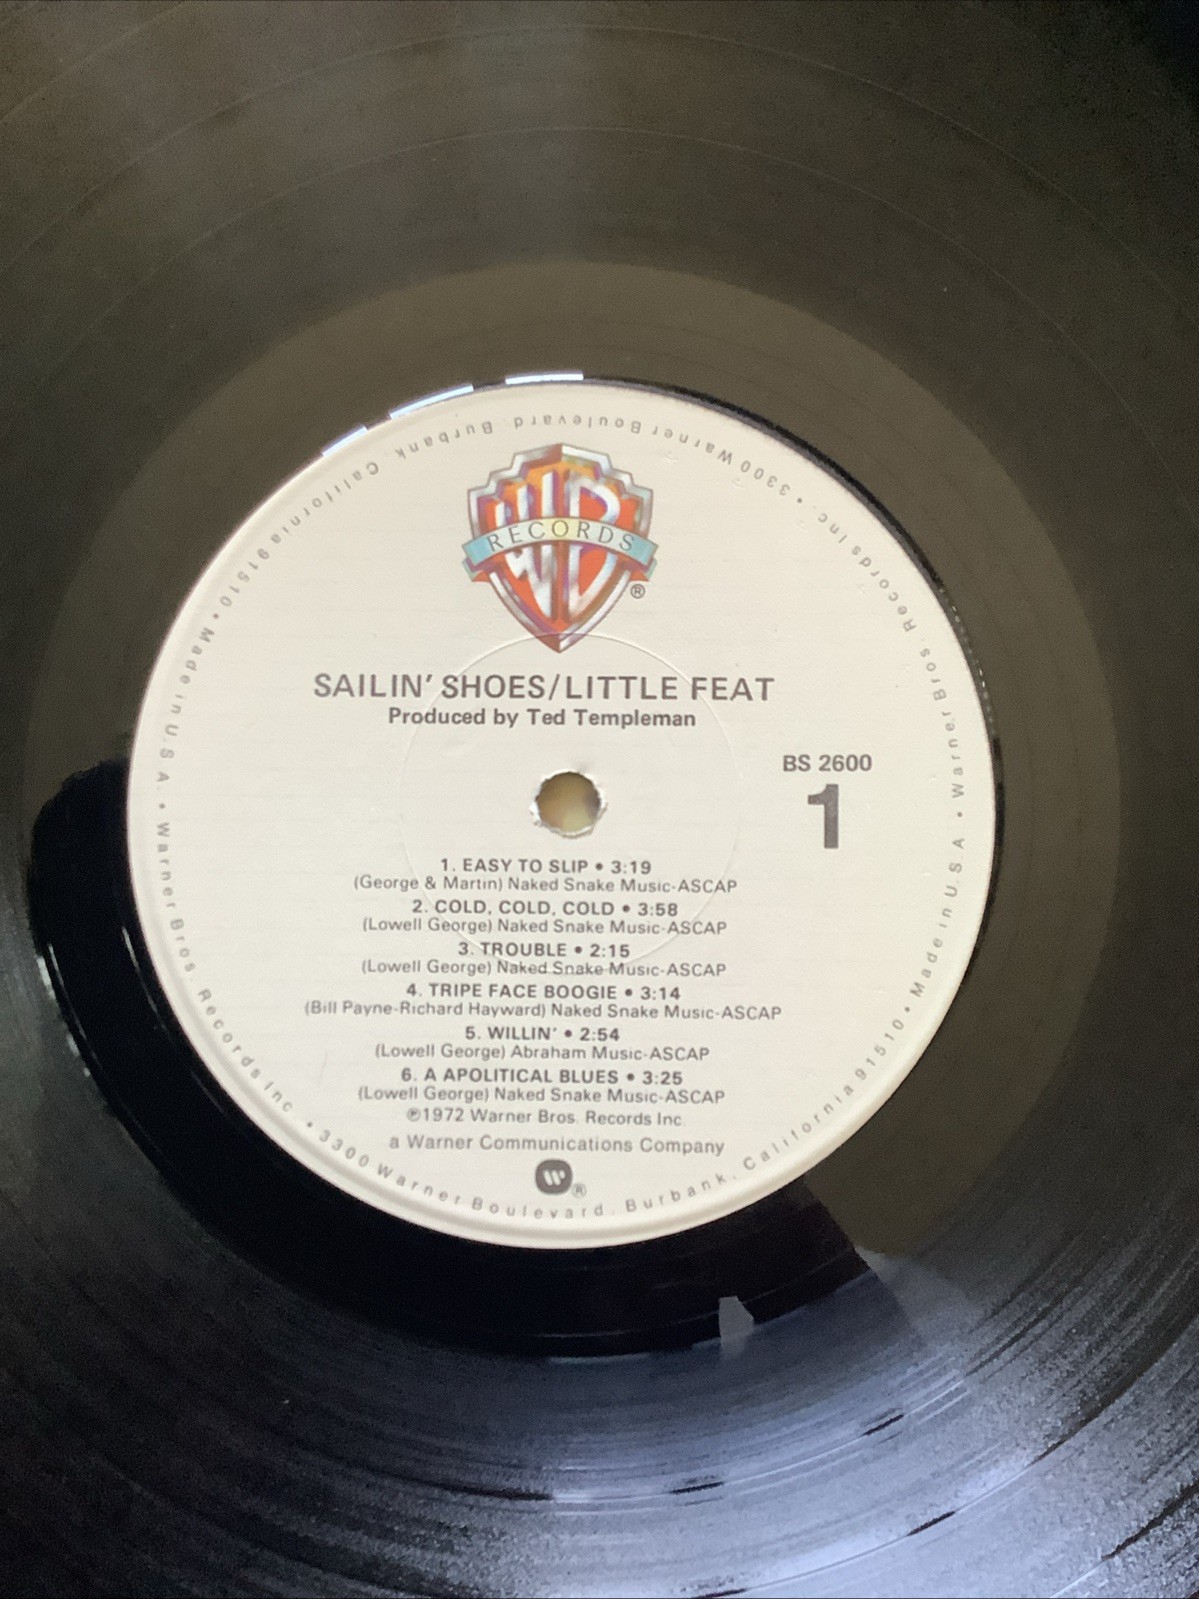 WB
RECORDS
®
SAILIN' SHOES/LITTLE FEAT
Produced by Ted Templeman
BS 2600
1
1. EASY TO SLIP • 3:19
(George & Martin) Naked Snake Music-ASCAP
2. COLD, COLD, COLD • 3:58
(Lowell George) Naked Snake Music-ASCAP
3. TROUBLE • 2:15
(Lowell George) Naked Snake Music-ASCAP
4. TRIPE FACE BOOGIE • 3:14
(Bill Payne-Richard Hayward) Naked Snake Music-ASCAP
5. WILLIN' • 2:54
(Lowell George) Abraham Music-ASCAP
6. A APOLITICAL BLUES • 3:25
(Lowell George) Naked Snake Music-ASCAP
℗1972 Warner Bros. Records Inc.
a Warner Communications Company
®
Warner Bros. Records Inc. • 3300 Warner Boulevard, Burbank, California 91510 • Made in U.S.A. •
Warner Bros. Records Inc. • 3300 Warner Boulevard, Burbank, California 91510 • Made in U.S.A. •